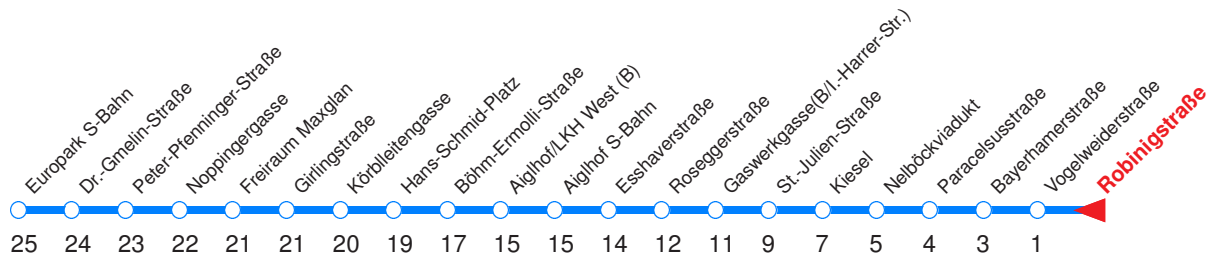 Europark S-Bahn
Dr.-Gmelin-Straße
Peter-Pfenninger-Straße
Noppingergasse
Freiraum Maxglan
Girlingstraße
Körblleitengasse
Hans-Schmid-Platz
Böhm-Ermolli-Straße
Aiglhof/LKH West (B)
Aiglhof S-Bahn
Esshaverstraße
Roseggerstraße
Gaswerkgasse(B/I.-Harrer-Str.)
St.-Julien-Straße
Kiesel
Nelböckviadukt
Paracelsusstraße
Bayerhamerstraße
Vogelweiderstraße
Robinigstraße
25 24 23 22 21 21 20 19 17 15 15 14 12 11 9 7 5 4 3 1